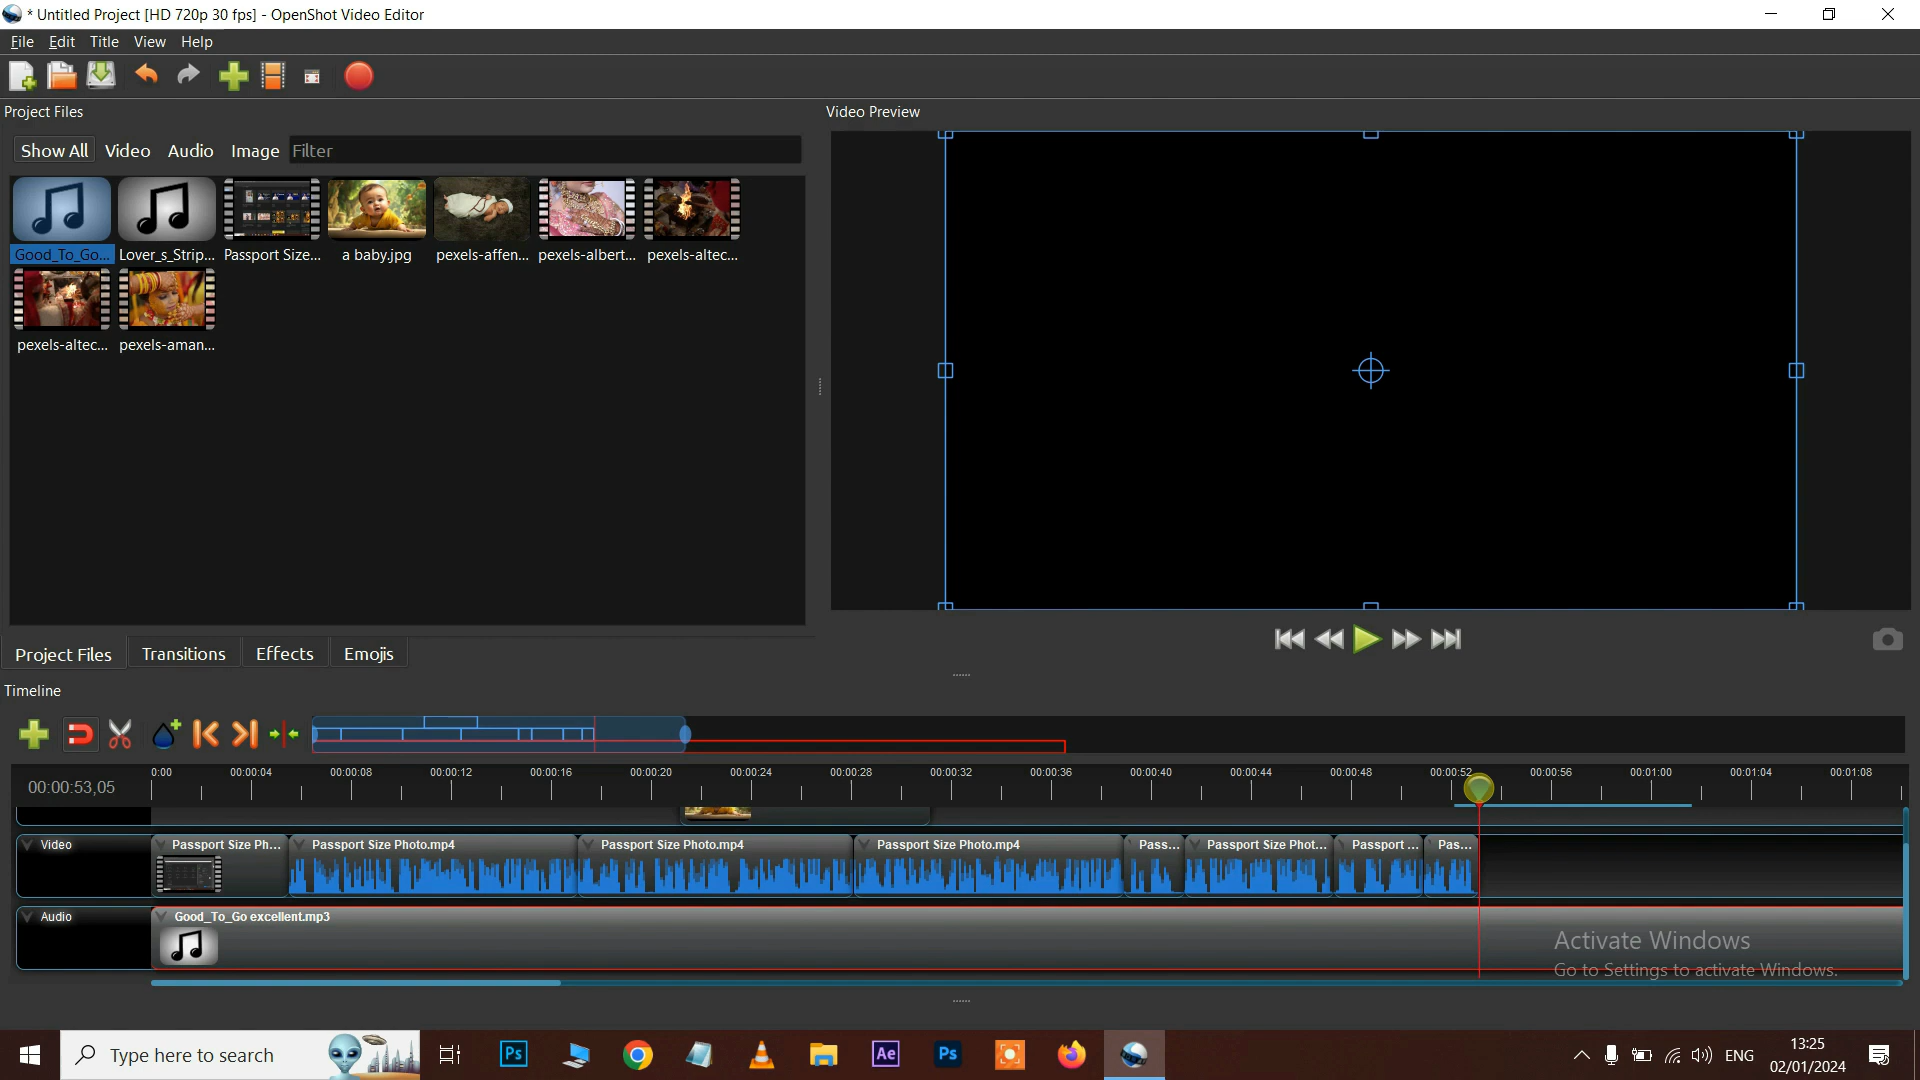 * Untitled Project [HD 720p 30 fps] - OpenShot Video Editor
File Edit Title View Help
Project Files
Video Preview
Show All Video Audio Image Filter
Good_To_Go... Lover_s_Strip... Passport Size... a baby.jpg pexels-affen... pexels-albert... pexels-altec...
pexels-altec... pexels-aman...
Project Files Transitions Effects Emojis
Timeline
00:00:53,05
0:00 00:00:04 00:00:08 00:00:12 00:00:16 00:00:20 00:00:24 00:00:28 00:00:32 00:00:36 00:00:40 00:00:44 00:00:48 00:00:52 00:00:56 00:01:00 00:01:04 00:01:08
Video Passport Size Ph... Passport Size Photo.mp4 Passport Size Photo.mp4 Passport Size Photo.mp4 Pass... Passport Size Phot... Passport ... Pas...
Audio Good_To_Go excellent.mp3
Activate Windows
Go to Settings to activate Windows.
Type here to search
Ps
Ae
Ps
ENG
13:25
02/01/2024